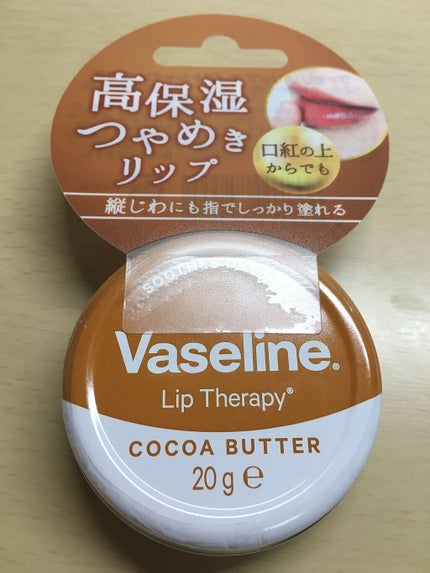 高保湿
つやめき
リップ
口紅の上
からでも
縦じわにも指でしっかり塗れる
Vaseline®
Lip Therapy®
COCOA BUTTER
20 g ℮